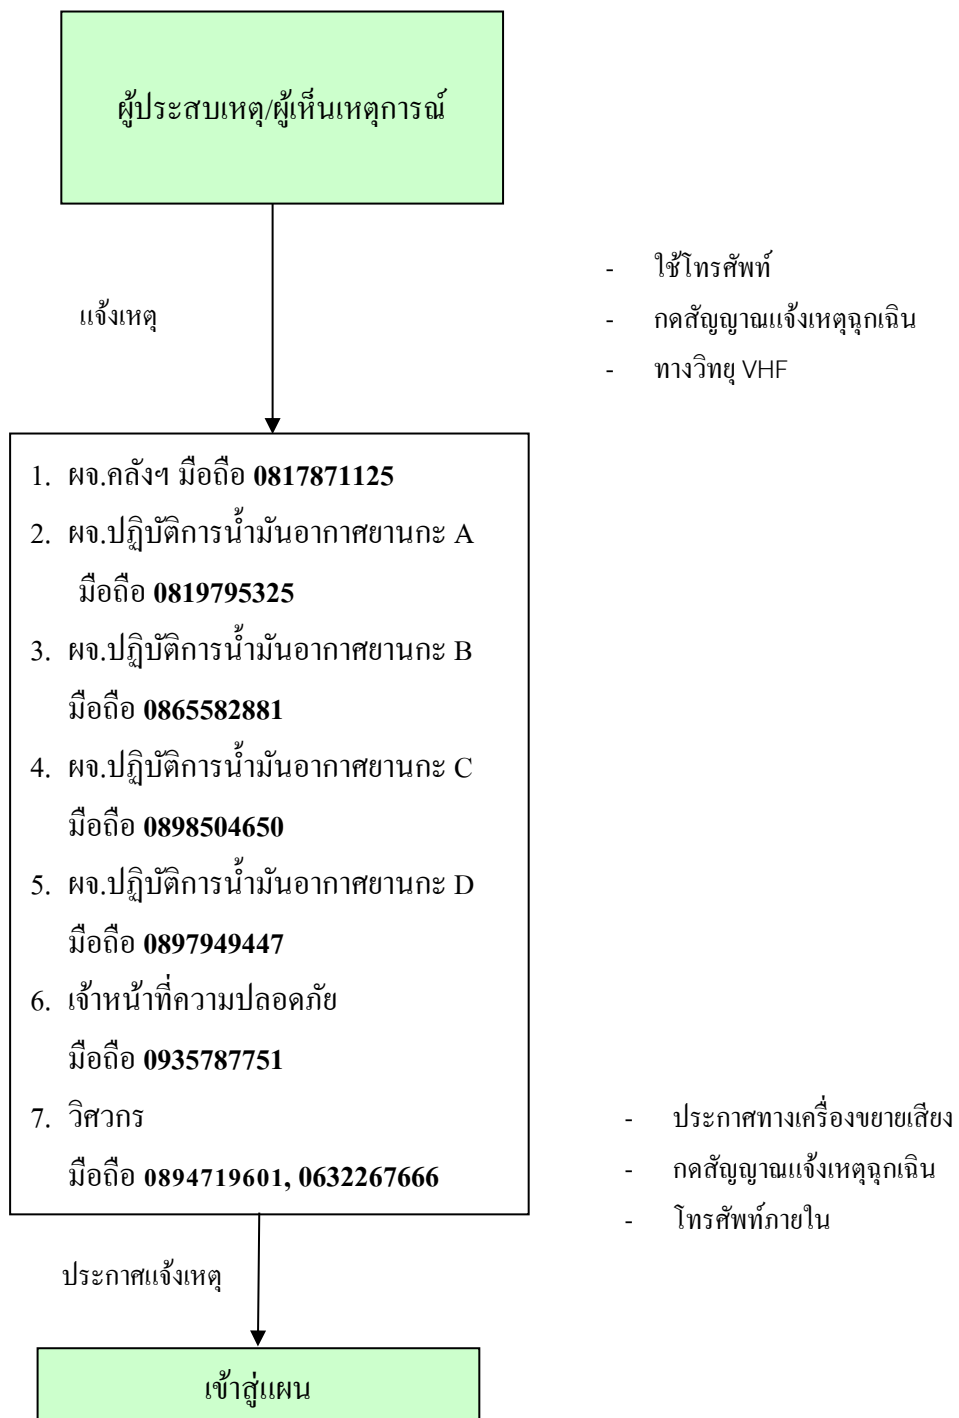 ผู้ประสบเหตุ/ผู้เห็นเหตุการณ์
แจ้งเหตุ
- ใช้โทรศัพท์
- กดสัญญาณแจ้งเหตุฉุกเฉิน
- ทางวิทยุ VHF
1. ผจ.คลังฯ มือถือ 0817871125
2. ผจ.ปฏิบัติการน้ำมันอากาศยานกะ A
มือถือ 0819795325
3. ผจ.ปฏิบัติการน้ำมันอากาศยานกะ B
มือถือ 0865582881
4. ผจ.ปฏิบัติการน้ำมันอากาศยานกะ C
มือถือ 0898504650
5. ผจ.ปฏิบัติการน้ำมันอากาศยานกะ D
มือถือ 0897949447
6. เจ้าหน้าที่ความปลอดภัย
มือถือ 0935787751
7. วิศวกร
มือถือ 0894719601, 0632267666
- ประกาศทางเครื่องขยายเสียง
- กดสัญญาณแจ้งเหตุฉุกเฉิน
- โทรศัพท์ภายใน
ประกาศแจ้งเหตุ
เข้าสู่แผน